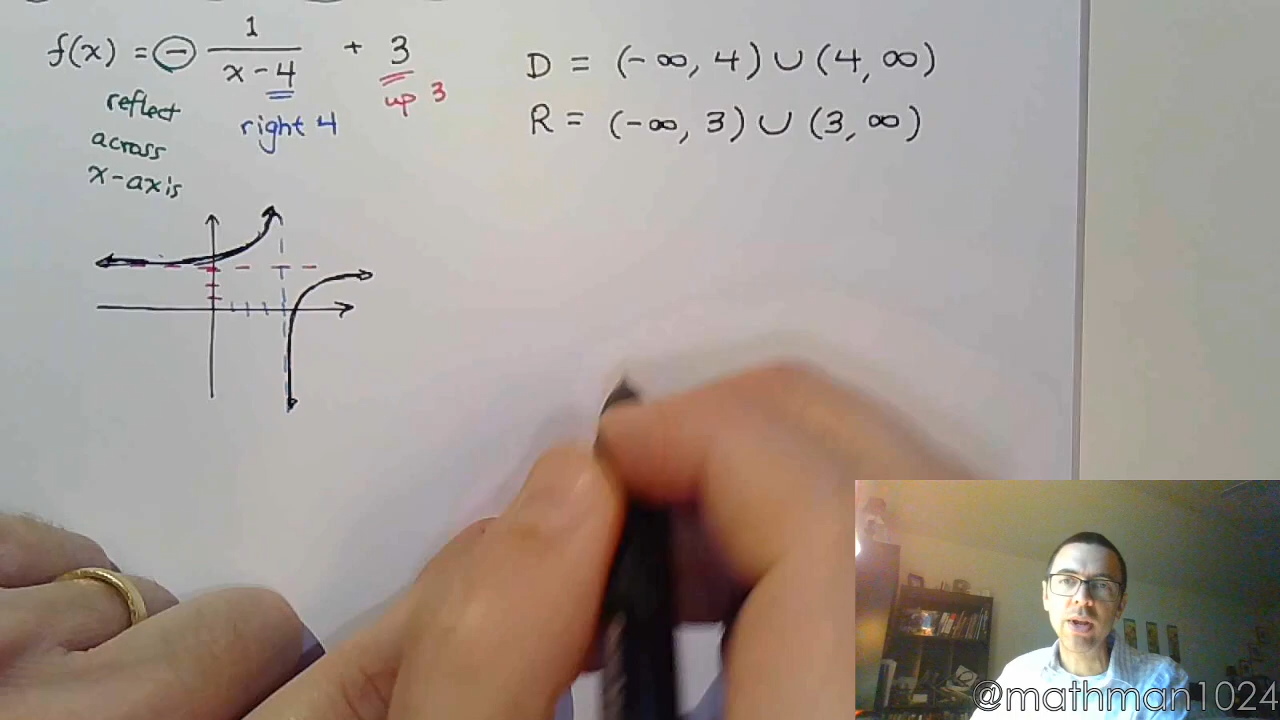 f(x) = - 1/(x - 4) + 3
reflect
across
x-axis
right 4
up 3
D = (-∞, 4) ∪ (4, ∞)
R = (-∞, 3) ∪ (3, ∞)
@mathman1024